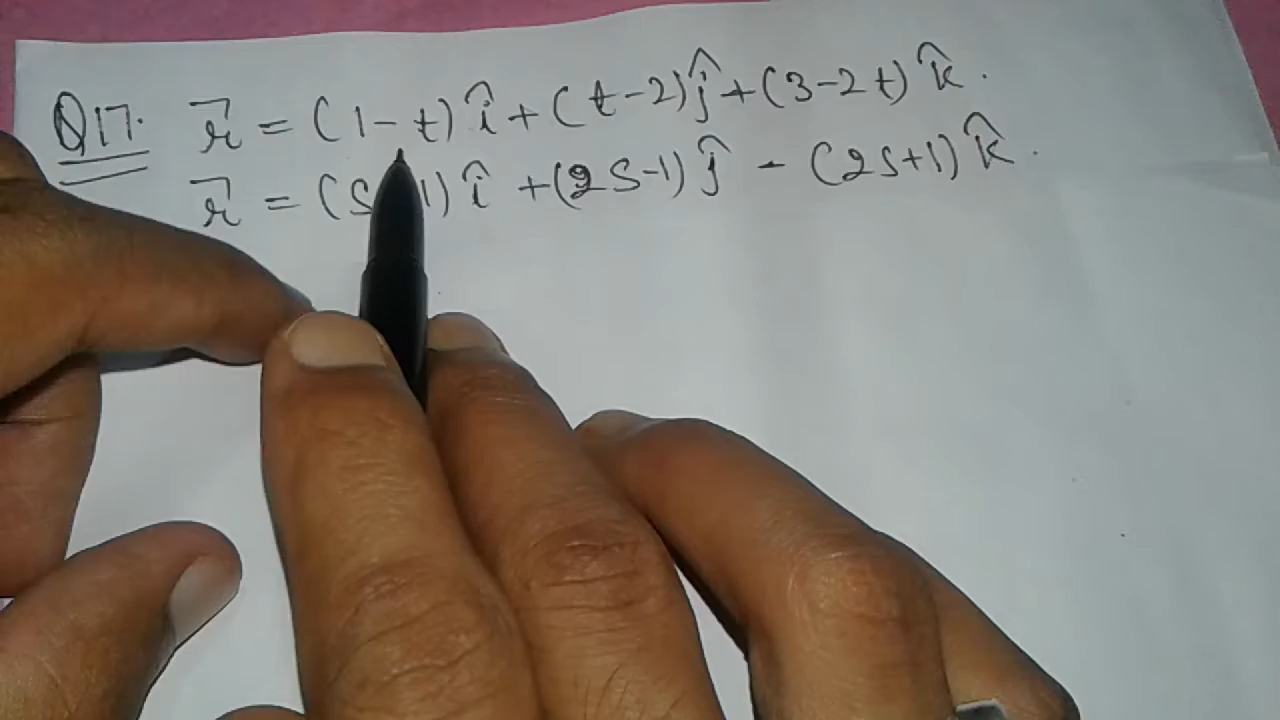 Q17. r⃗ = (1-t) î + (t-2) ĵ + (3-2t) k̂.
r⃗ = (S 1) î + (2S-1) ĵ - (2S+1) k̂.